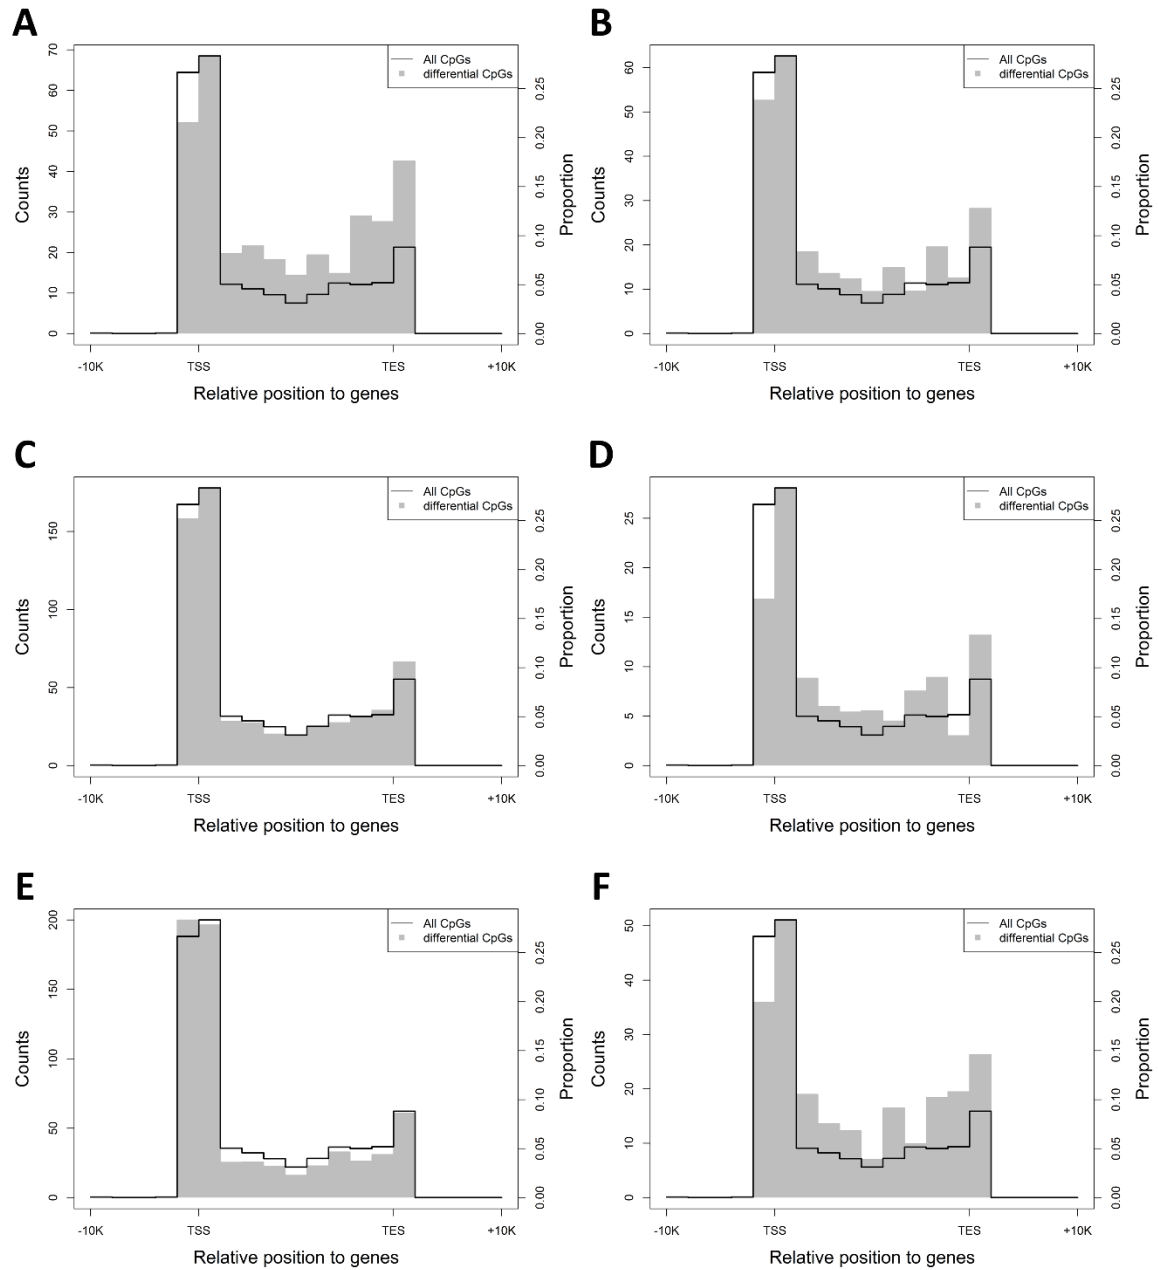 A
All CpGs
differential CpGs
0 10 20 30 40 50 60 70
Counts
0.00 0.05 0.10 0.15 0.20 0.25
Proportion
-10K TSS TES +10K
Relative position to genes
B
All CpGs
differential CpGs
0 10 20 30 40 50 60
Counts
0.00 0.05 0.10 0.15 0.20 0.25
Proportion
-10K TSS TES +10K
Relative position to genes
C
All CpGs
differential CpGs
0 50 100 150
Counts
0.00 0.05 0.10 0.15 0.20 0.25
Proportion
-10K TSS TES +10K
Relative position to genes
D
All CpGs
differential CpGs
0 5 10 15 20 25
Counts
0.00 0.05 0.10 0.15 0.20 0.25
Proportion
-10K TSS TES +10K
Relative position to genes
E
All CpGs
differential CpGs
0 50 100 150 200
Counts
0.00 0.05 0.10 0.15 0.20 0.25
Proportion
-10K TSS TES +10K
Relative position to genes
F
All CpGs
differential CpGs
0 10 20 30 40 50
Counts
0.00 0.05 0.10 0.15 0.20 0.25
Proportion
-10K TSS TES +10K
Relative position to genes